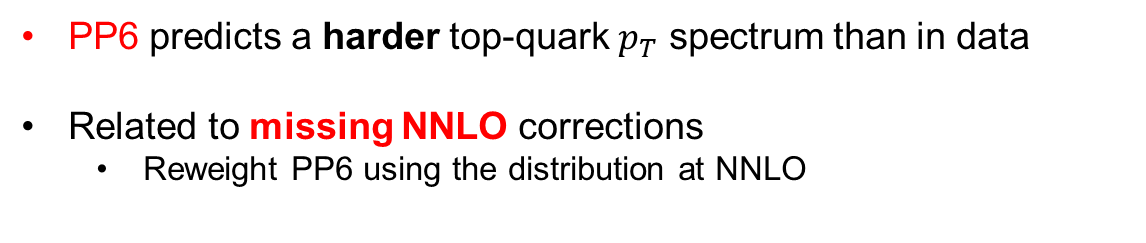 • PP6 predicts a harder top-quark p_T spectrum than in data
• Related to missing NNLO corrections
• Reweight PP6 using the distribution at NNLO